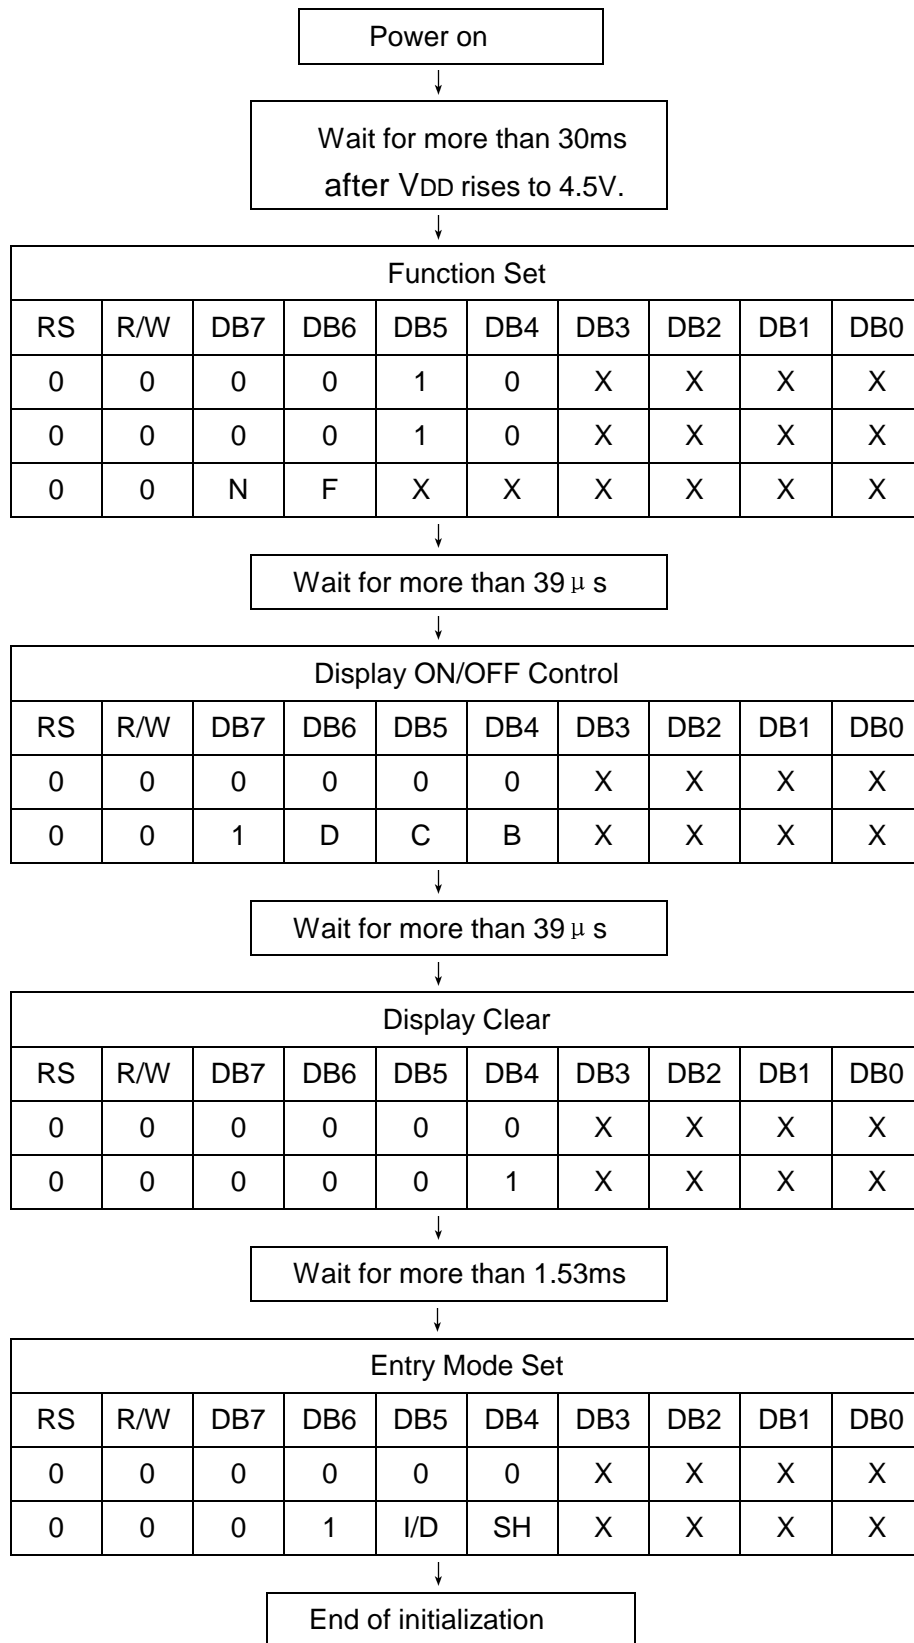 Power on
Wait for more than 30ms
after VDD rises to 4.5V.
Function Set
RS R/W DB7 DB6 DB5 DB4 DB3 DB2 DB1 DB0
0 0 0 0 1 0 X X X X
0 0 0 0 1 0 X X X X
0 0 N F X X X X X X
Wait for more than 39μs
Display ON/OFF Control
RS R/W DB7 DB6 DB5 DB4 DB3 DB2 DB1 DB0
0 0 0 0 0 0 X X X X
0 0 1 D C B X X X X
Wait for more than 39μs
Display Clear
RS R/W DB7 DB6 DB5 DB4 DB3 DB2 DB1 DB0
0 0 0 0 0 0 X X X X
0 0 0 0 0 1 X X X X
Wait for more than 1.53ms
Entry Mode Set
RS R/W DB7 DB6 DB5 DB4 DB3 DB2 DB1 DB0
0 0 0 0 0 0 X X X X
0 0 0 1 I/D SH X X X X
End of initialization